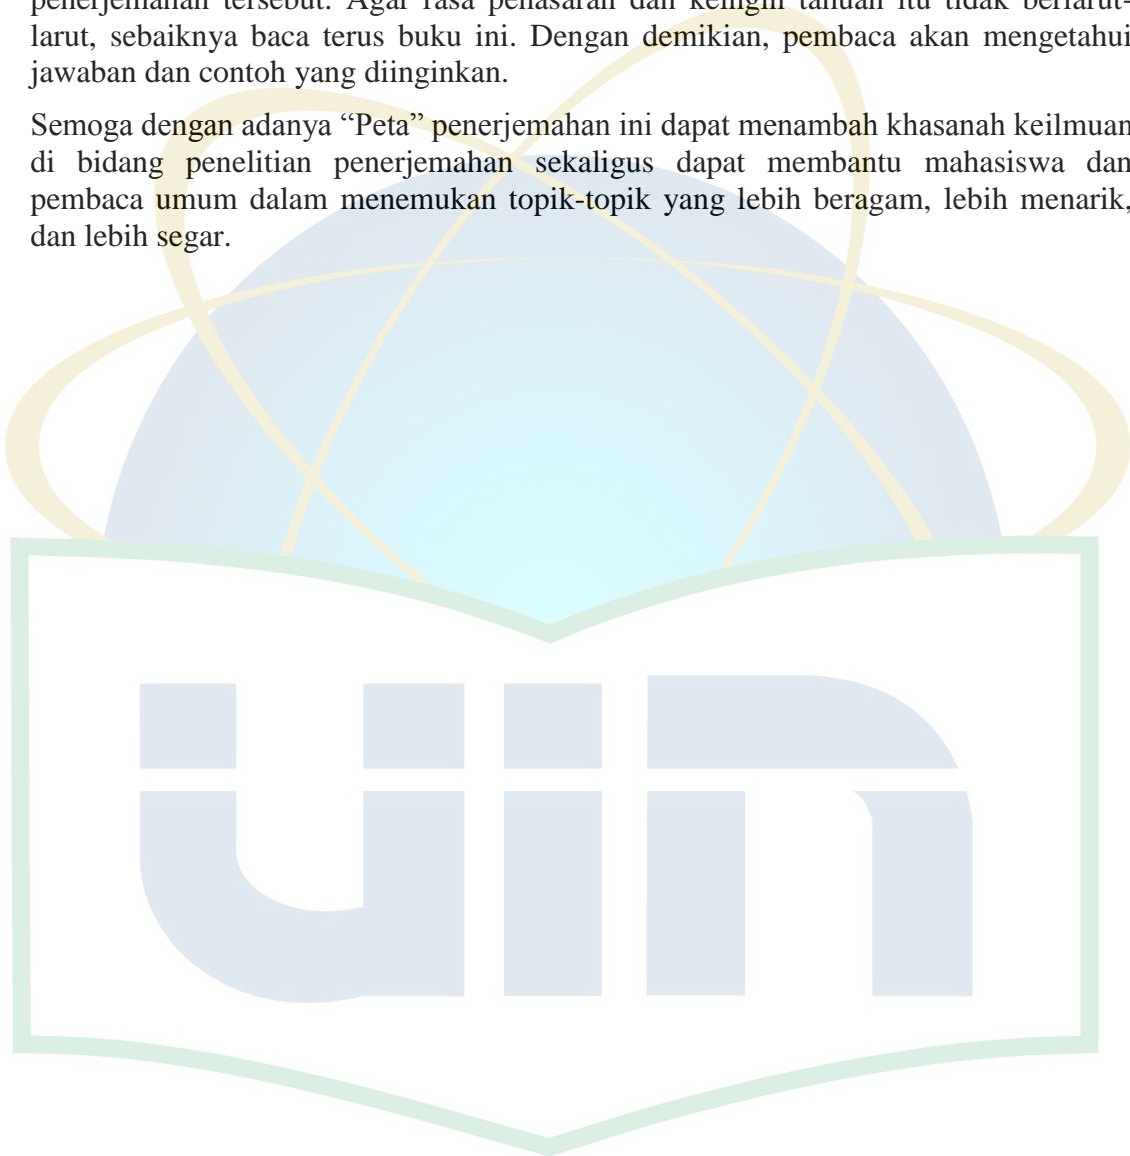 penerjemahan tersebut. Agar rasa penasaran dan keingin tahuan itu tidak berlarut-
larut, sebaiknya baca terus buku ini. Dengan demikian, pembaca akan mengetahui
jawaban dan contoh yang diinginkan.
Semoga dengan adanya “Peta” penerjemahan ini dapat menambah khasanah keilmuan
di bidang penelitian penerjemahan sekaligus dapat membantu mahasiswa dan
pembaca umum dalam menemukan topik-topik yang lebih beragam, lebih menarik,
dan lebih segar.
uin